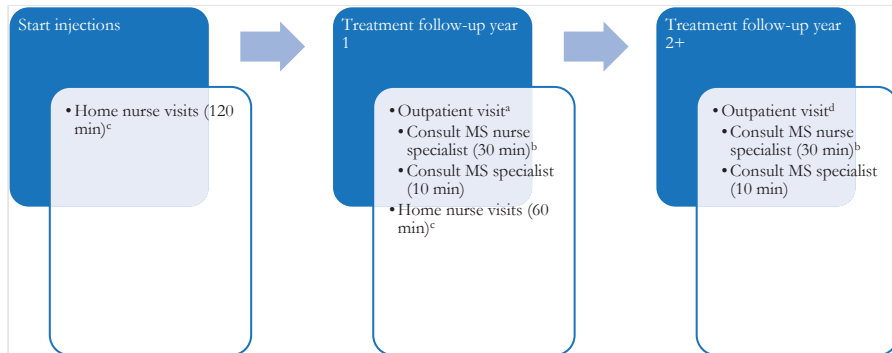 Start injections
• Home nurse visits (120
min)ᶜ
Treatment follow-up year
1
• Outpatient visitᵃ
• Consult MS nurse
specialist (30 min)ᵇ
• Consult MS specialist
(10 min)
• Home nurse visits (60
min)ᶜ
Treatment follow-up year
2+
• Outpatient visitᵈ
• Consult MS nurse
specialist (30 min)ᵇ
• Consult MS specialist
(10 min)